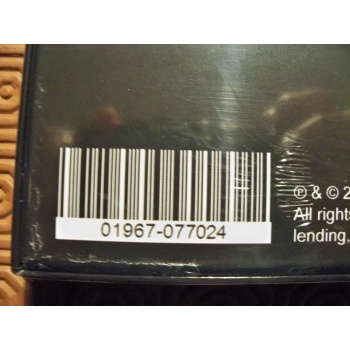 01967-077024
℗ & © 2
All rights
lending,